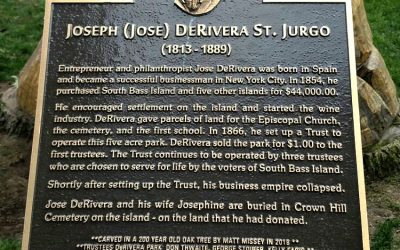 JOSEPH (JOSE) DERIVERA ST. JURGO
(1813 - 1889)
Entrepreneur and philanthropist Jose DeRivera was born in Spain
and became a successful businessman in New York City. In 1854, he
purchased South Bass Island and five other islands for $44,000.00.
He encouraged settlement on the island and started the wine
industry. DeRivera gave parcels of land for the Episcopal Church,
the cemetery, and the first school. In 1866, he set up a Trust to
operate this five acre park. DeRivera sold the park for $1.00 to the
first trustees. The Trust continues to be operated by three trustees
who are chosen to serve for life by the voters of South Bass Island.
Shortly after setting up the Trust, his business empire collapsed.
Jose DeRivera and his wife Josephine are buried in Crown Hill
Cemetery on the island - on the land that he had donated.
**CARVED IN A 200 YEAR OLD OAK TREE BY MATT MISSEY IN 2018**
**TRUSTEES DERIVERA PARK: DON THWAITE, GEORGE STOIBER, KELLY